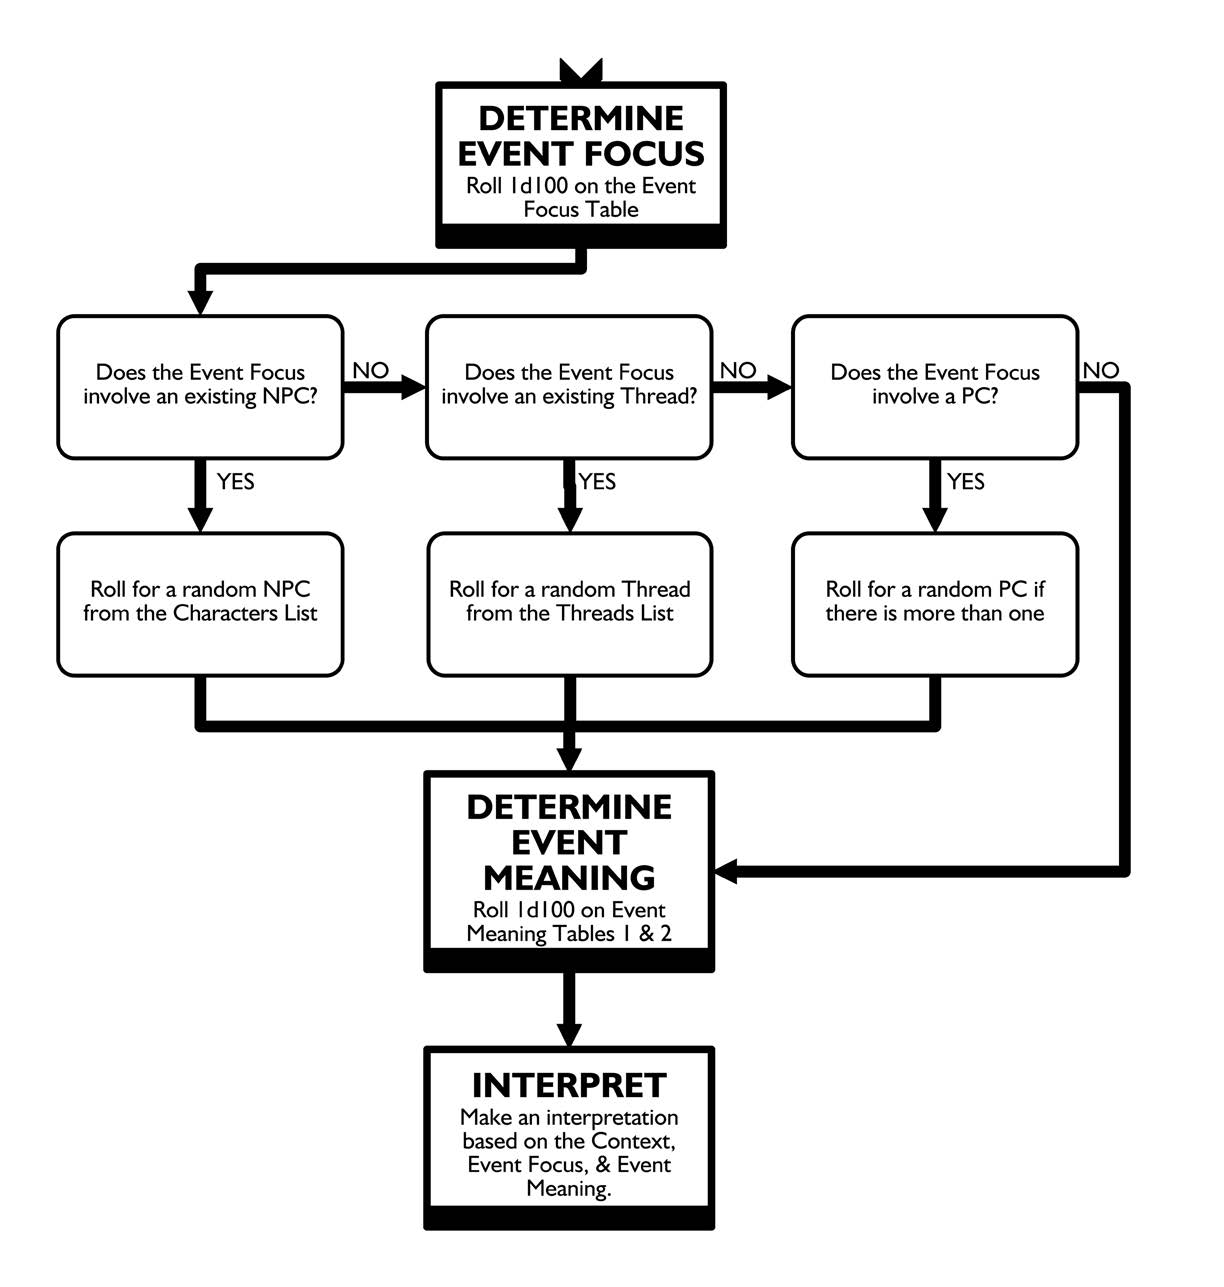 DETERMINE
EVENT FOCUS
Roll 1d100 on the Event
Focus Table
Does the Event Focus
involve an existing NPC?
NO
Does the Event Focus
involve an existing Thread?
NO
Does the Event Focus
involve a PC?
NO
YES
YES
YES
Roll for a random NPC
from the Characters List
Roll for a random Thread
from the Threads List
Roll for a random PC if
there is more than one
DETERMINE
EVENT
MEANING
Roll 1d100 on Event
Meaning Tables 1 & 2
INTERPRET
Make an interpretation
based on the Context,
Event Focus, & Event
Meaning.